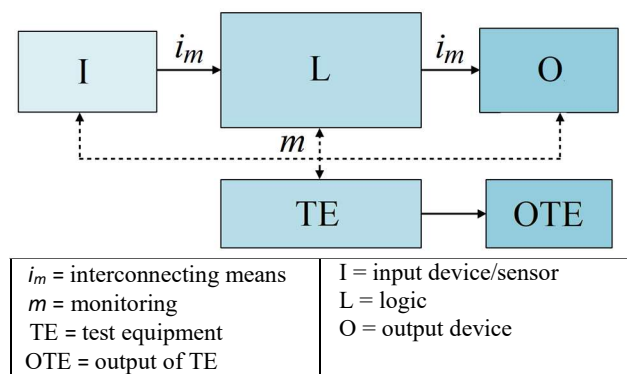 I
i_m
L
i_m
O
m
TE
OTE
i_m = interconnecting means
m = monitoring
TE = test equipment
OTE = output of TE
I = input device/sensor
L = logic
O = output device